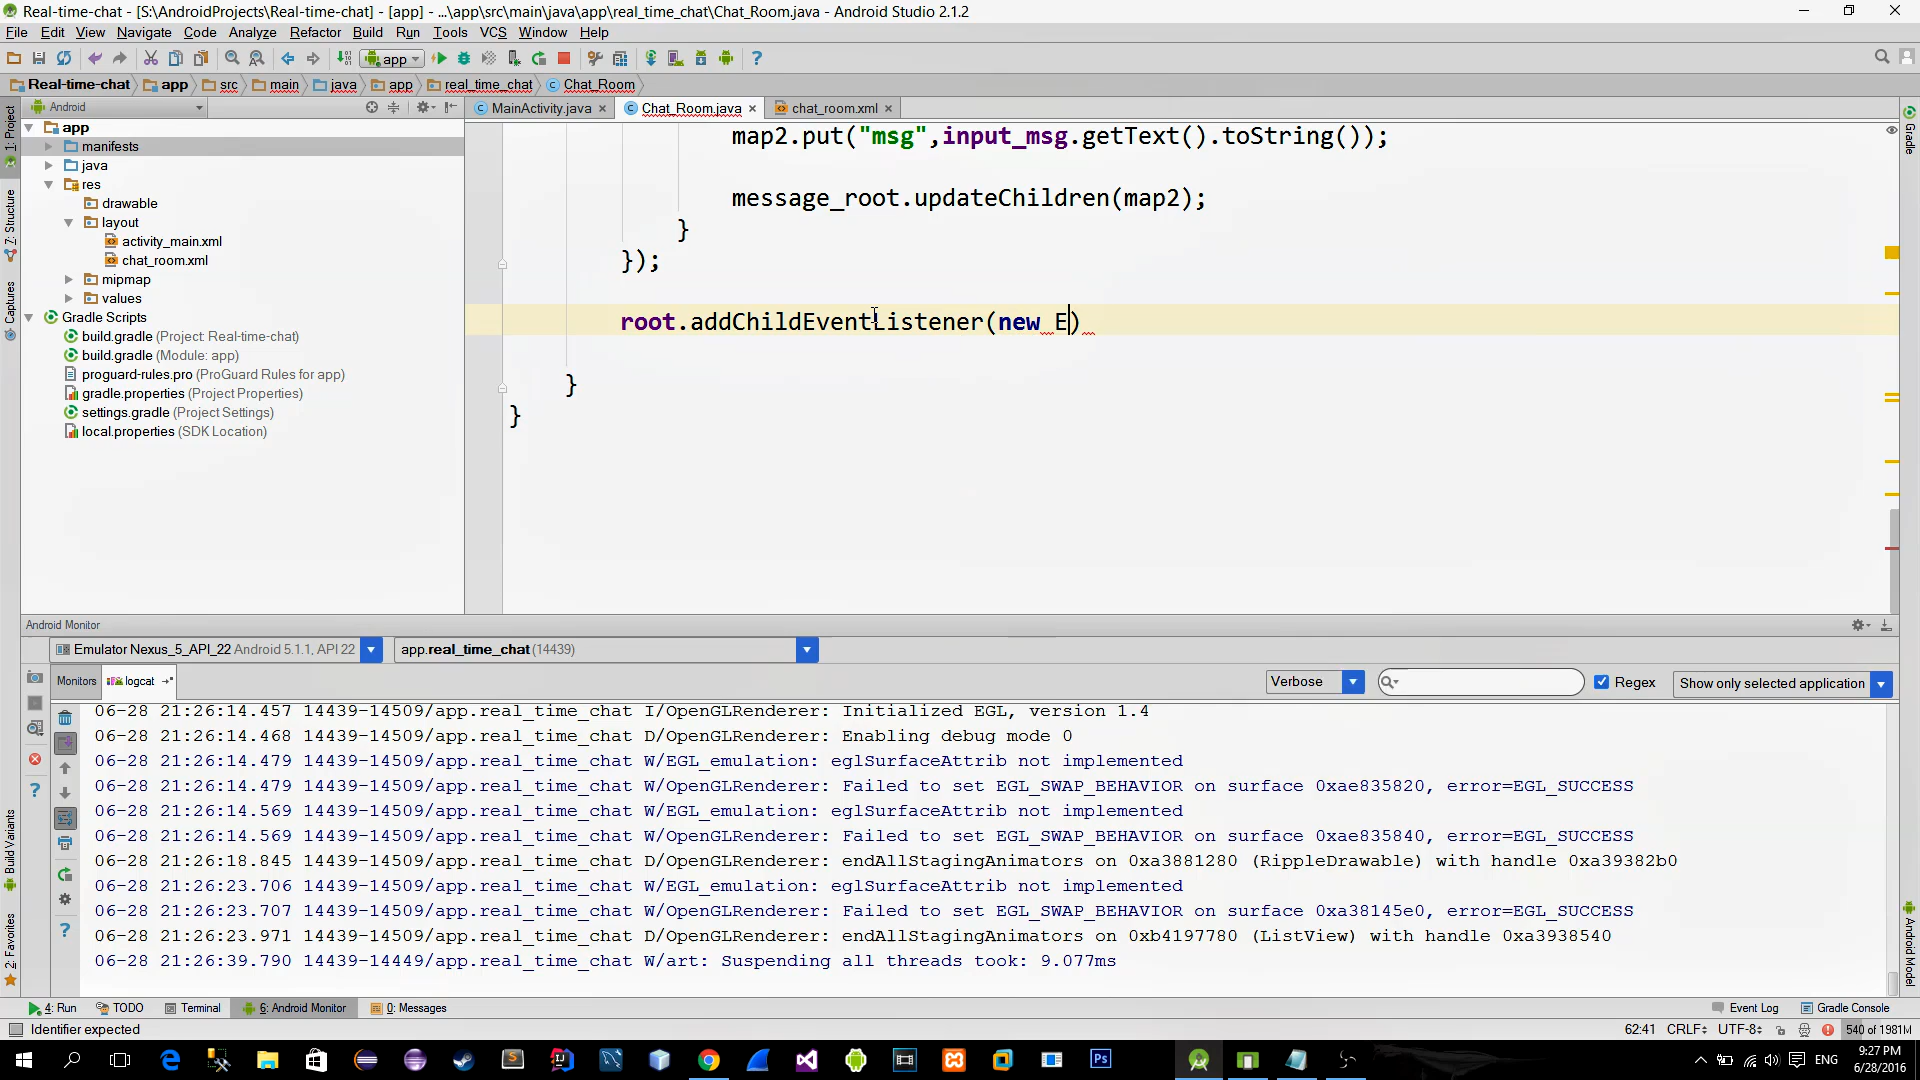 Real-time-chat - [S:\AndroidProjects\Real-time-chat] - [app] - ...\app\src\main\java\app\real_time_chat\Chat_Room.java - Android Studio 2.1.2
File Edit View Navigate Code Analyze Refactor Build Run Tools VCS Window Help
app
Real-time-chat app src main java app real_time_chat Chat_Room
Android
MainActivity.java Chat_Room.java chat_room.xml
1: Project
Z: Structure
Captures
Build Variants
2: Favorites
app
manifests
java
res
drawable
layout
activity_main.xml
chat_room.xml
mipmap
values
Gradle Scripts
build.gradle (Project: Real-time-chat)
build.gradle (Module: app)
proguard-rules.pro (ProGuard Rules for app)
gradle.properties (Project Properties)
settings.gradle (Project Settings)
local.properties (SDK Location)
map2.put("msg",input_msg.getText().toString());
message_root.updateChildren(map2);
}
});
root.addChildEventListener(new E)
}
}
Gradle
Android Model
Android Monitor
Emulator Nexus_5_API_22 Android 5.1.1, API 22 app.real_time_chat (14439)
Monitors logcat Verbose Regex Show only selected application
06-28 21:26:14.457 14439-14509/app.real_time_chat I/OpenGLRenderer: Initialized EGL, version 1.4
06-28 21:26:14.468 14439-14509/app.real_time_chat D/OpenGLRenderer: Enabling debug mode 0
06-28 21:26:14.479 14439-14509/app.real_time_chat W/EGL_emulation: eglSurfaceAttrib not implemented
06-28 21:26:14.479 14439-14509/app.real_time_chat W/OpenGLRenderer: Failed to set EGL_SWAP_BEHAVIOR on surface 0xae835820, error=EGL_SUCCESS
06-28 21:26:14.569 14439-14509/app.real_time_chat W/EGL_emulation: eglSurfaceAttrib not implemented
06-28 21:26:14.569 14439-14509/app.real_time_chat W/OpenGLRenderer: Failed to set EGL_SWAP_BEHAVIOR on surface 0xae835840, error=EGL_SUCCESS
06-28 21:26:18.845 14439-14509/app.real_time_chat D/OpenGLRenderer: endAllStagingAnimators on 0xa3881280 (RippleDrawable) with handle 0xa39382b0
06-28 21:26:23.706 14439-14509/app.real_time_chat W/EGL_emulation: eglSurfaceAttrib not implemented
06-28 21:26:23.707 14439-14509/app.real_time_chat W/OpenGLRenderer: Failed to set EGL_SWAP_BEHAVIOR on surface 0xa38145e0, error=EGL_SUCCESS
06-28 21:26:23.971 14439-14509/app.real_time_chat D/OpenGLRenderer: endAllStagingAnimators on 0xb4197780 (ListView) with handle 0xa3938540
06-28 21:26:39.790 14439-14449/app.real_time_chat W/art: Suspending all threads took: 9.077ms
4: Run TODO Terminal 6: Android Monitor 0: Messages Event Log Gradle Console
Identifier expected 62:41 CRLF UTF-8 540 of 1981M
Ps ENG 9:27 PM
6/28/2016